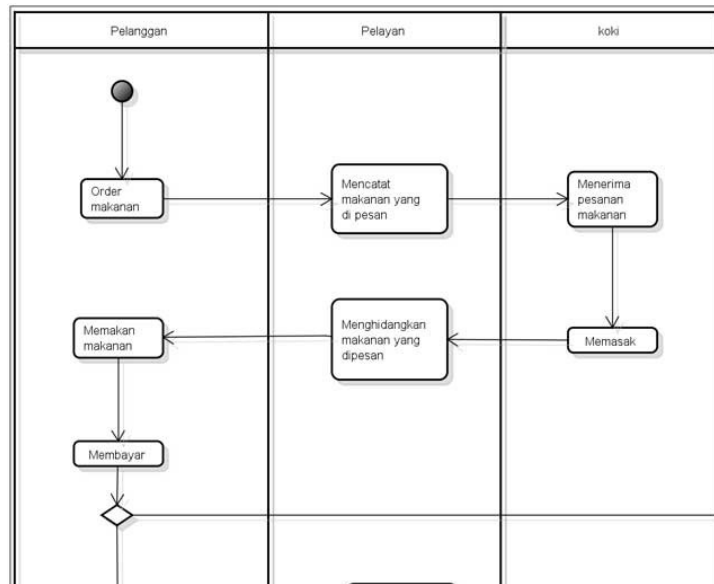 Pelanggan
Pelayan
koki
Order
makanan
Mencatat
makanan yang
di pesan
Menerima
pesanan
makanan
Memakan
makanan
Menghidangkan
makanan yang
dipesan
Memasak
Membayar